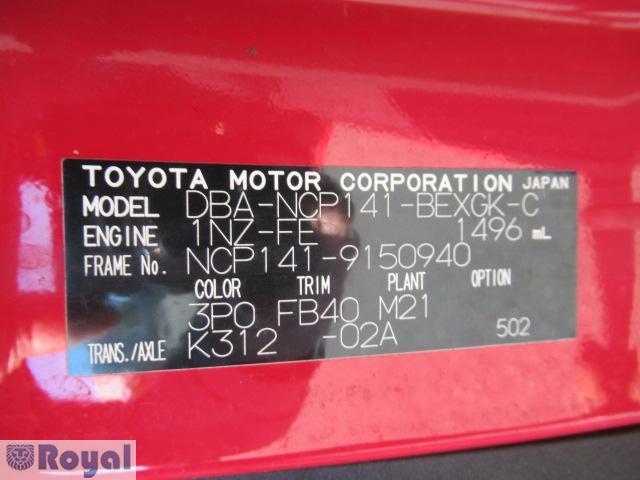 TOYOTA MOTOR CORPORATION JAPAN
MODEL DBA-NCP141-BEXGK-C
ENGINE 1NZ-FE 1496 mL
FRAME No. NCP141-9150940
COLOR TRIM PLANT OPTION
3P0 FB40 M21
TRANS./AXLE K312 -02A 502
Royal